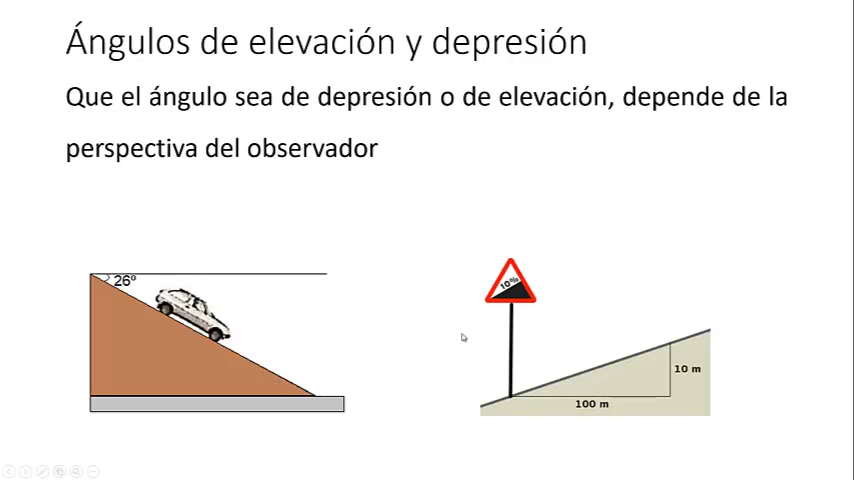 Ángulos de elevación y depresión
Que el ángulo sea de depresión o de elevación, depende de la
perspectiva del observador
26º
10%
10 m
100 m